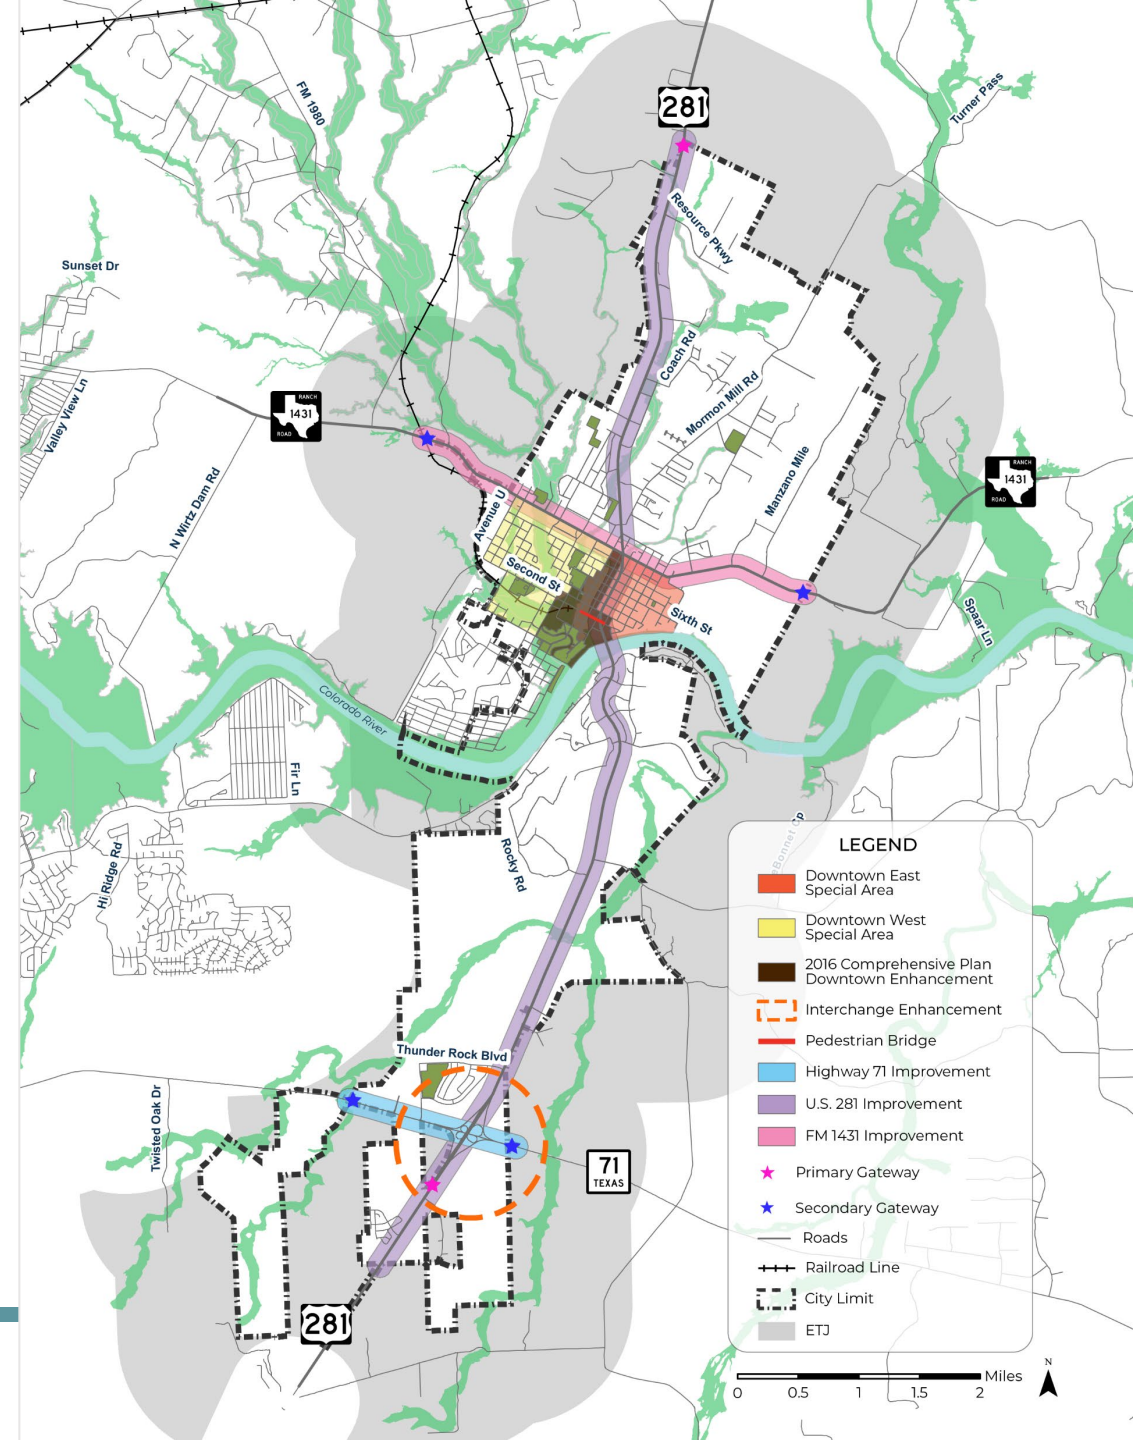 281
Turner Pass
FM 1980
Resource Pkwy
Sunset Dr
Coach Rd
Mormon Mill Rd
Valley View Ln
RANCH
1431
ROAD
Manzano Mile
RANCH
1431
ROAD
N Wirtz Dam Rd
Avenue U
Second St
Sixth St
Spaar Ln
Colorado River
Fir Ln
Hi Ridge Rd
Rocky Rd
LEGEND
Downtown East
Special Area
Downtown West
Special Area
2016 Comprehensive Plan
Downtown Enhancement
Interchange Enhancement
Pedestrian Bridge
Highway 71 Improvement
U.S. 281 Improvement
FM 1431 Improvement
Primary Gateway
Secondary Gateway
Roads
Railroad Line
City Limit
ETJ
Thunder Rock Blvd
Twisted Oak Dr
71
TEXAS
281
Miles
0 0.5 1 1.5 2
N